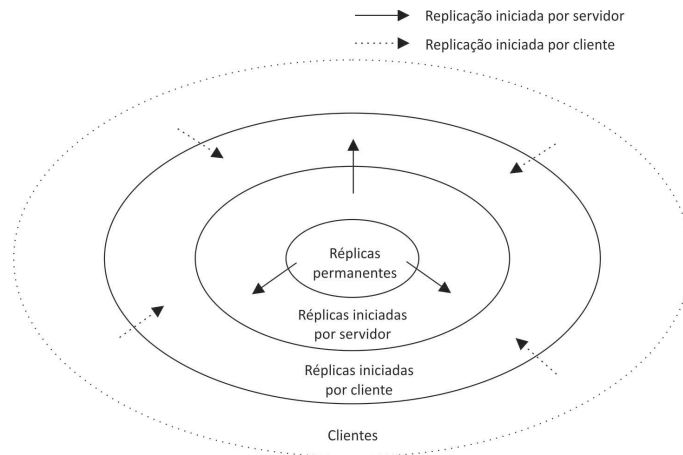 Replicação iniciada por servidor
Replicação iniciada por cliente
Réplicas
permanentes
Réplicas iniciadas
por servidor
Réplicas iniciadas
por cliente
Clientes